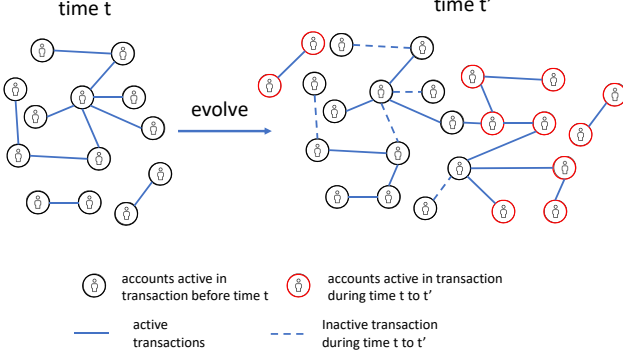 time t
time t’
evolve
accounts active in
transaction before time t
accounts active in transaction
during time t to t’
active
transactions
Inactive transaction
during time t to t’